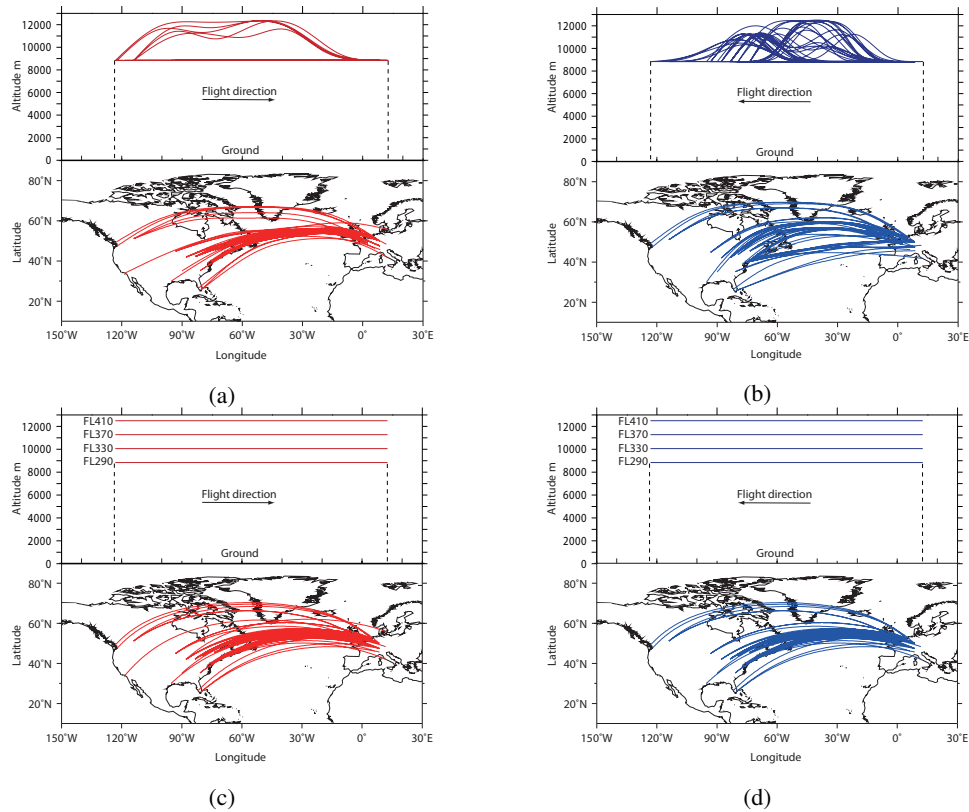 12000
10000
8000
6000
4000
2000
0
Altitude m
Flight direction
Ground
80°N
60°N
40°N
20°N
Latitude
150°W 120°W 90°W 60°W 30°W 0° 30°E
Longitude
(a)
12000
10000
8000
6000
4000
2000
0
Altitude m
Flight direction
Ground
80°N
60°N
40°N
20°N
Latitude
150°W 120°W 90°W 60°W 30°W 0° 30°E
Longitude
(b)
12000
10000
8000
6000
4000
2000
0
Altitude m
FL410
FL370
FL330
FL290
Flight direction
Ground
80°N
60°N
40°N
20°N
Latitude
150°W 120°W 90°W 60°W 30°W 0° 30°E
Longitude
(c)
12000
10000
8000
6000
4000
2000
0
Altitude m
FL410
FL370
FL330
FL290
Flight direction
Ground
80°N
60°N
40°N
20°N
Latitude
150°W 120°W 90°W 60°W 30°W 0° 30°E
Longitude
(d)